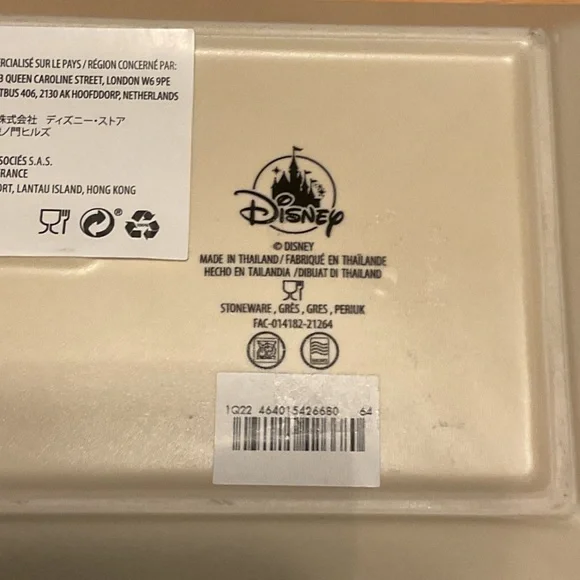 ERCIALISÉ SUR LE PAYS / RÉGION CONCERNÉ PAR:
3 QUEEN CAROLINE STREET, LONDON W6 9PE
TBUS 406, 2130 AK HOOFDDORP, NETHERLANDS
株式会社 ディズニー・ストア
ノ門ヒルズ
SOCIÉS S.A.S.
RANCE
ORT, LANTAU ISLAND, HONG KONG
®
DISNEY
© DISNEY
MADE IN THAILAND / FABRIQUÉ EN THAÏLANDE
HECHO EN TAILANDIA / DIBUAT DI THAILAND
STONEWARE, GRÈS, GRES, PERIUK
FAC-014182-21264
1Q22 464015426680 64